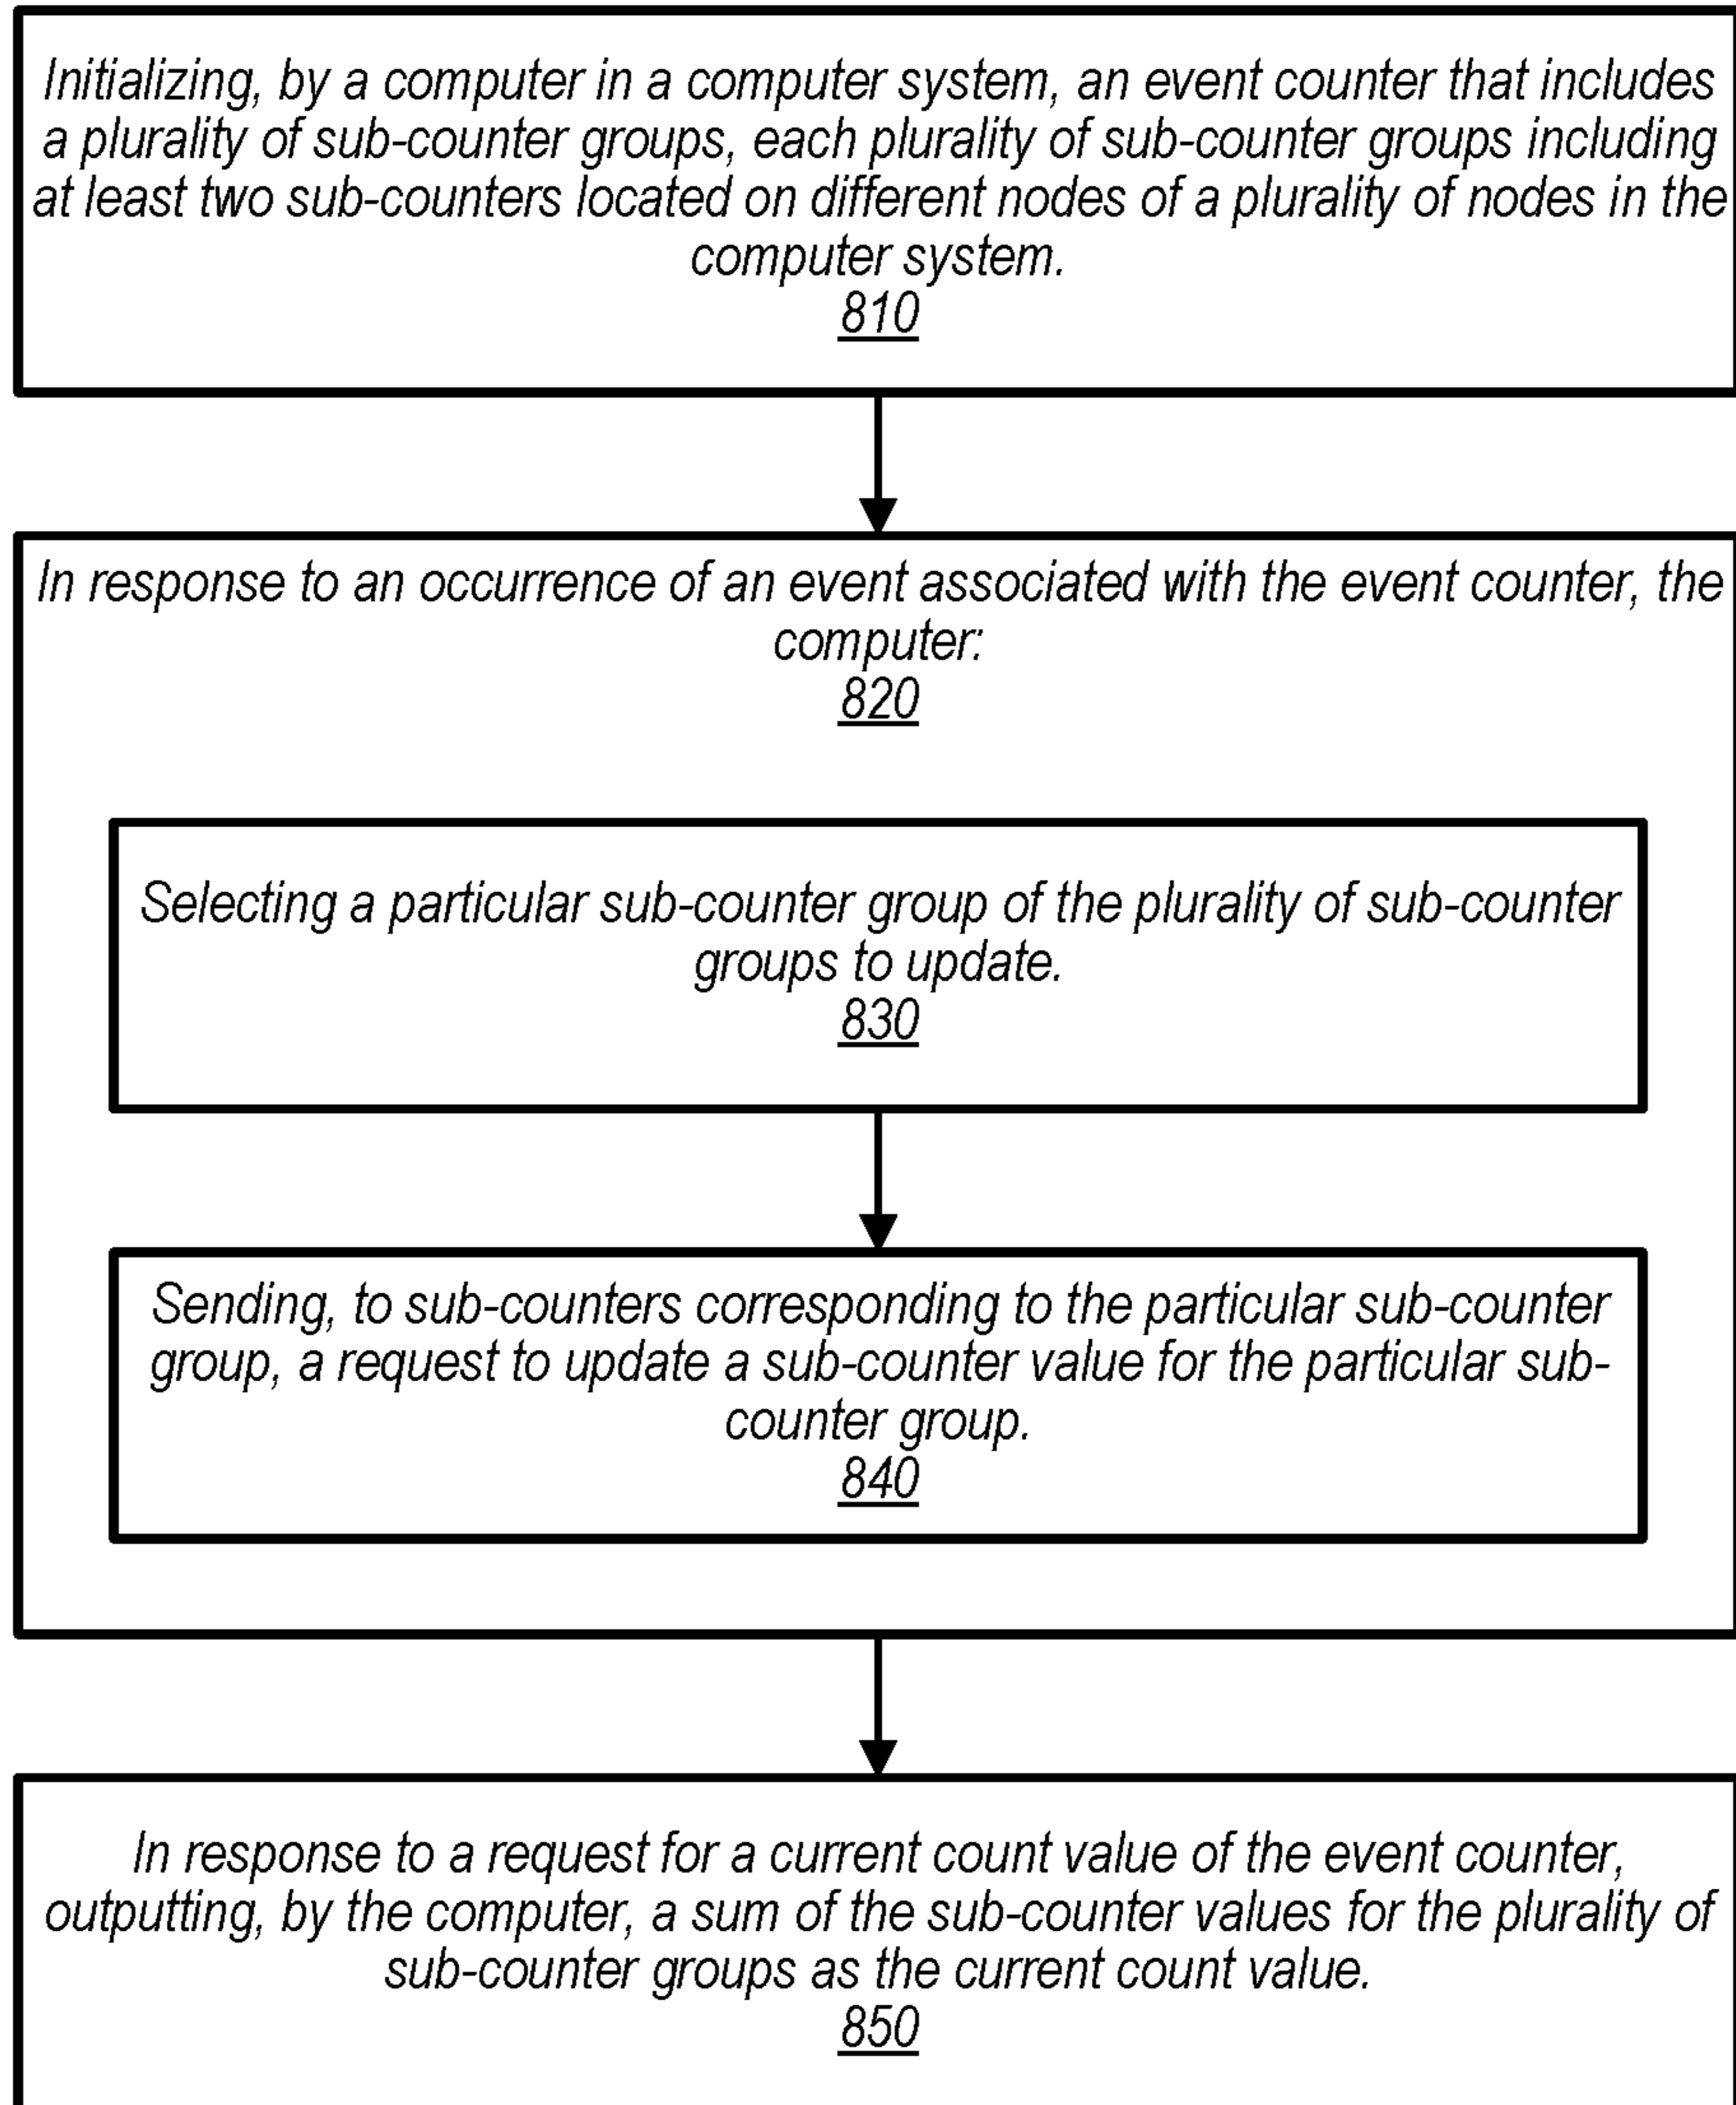 Initializing, by a computer in a computer system, an event counter that includes
a plurality of sub-counter groups, each plurality of sub-counter groups including
at least two sub-counters located on different nodes of a plurality of nodes in the
computer system.
810
In response to an occurrence of an event associated with the event counter, the
computer:
820
Selecting a particular sub-counter group of the plurality of sub-counter
groups to update.
830
Sending, to sub-counters corresponding to the particular sub-counter
group, a request to update a sub-counter value for the particular sub-
counter group.
840
In response to a request for a current count value of the event counter,
outputting, by the computer, a sum of the sub-counter values for the plurality of
sub-counter groups as the current count value.
850